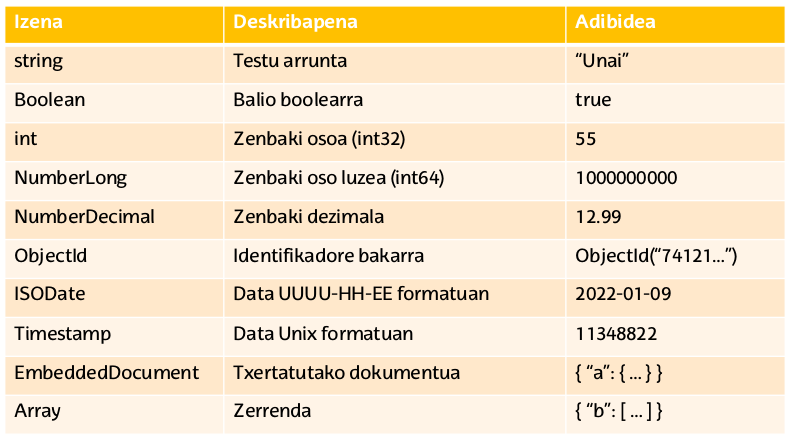 Izena Deskribapena Adibidea
string Testu arrunta “Unai”
Boolean Balio boolearra true
int Zenbaki osoa (int32) 55
NumberLong Zenbaki oso luzea (int64) 1000000000
NumberDecimal Zenbaki dezimala 12.99
ObjectId Identifikadore bakarra ObjectId(“74121...”)
ISODate Data UUUU-HH-EE formatuan 2022-01-09
Timestamp Data Unix formatuan 11348822
EmbeddedDocument Txertatutako dokumentua { “a”: { ... } }
Array Zerrenda { “b”: [ ... ] }